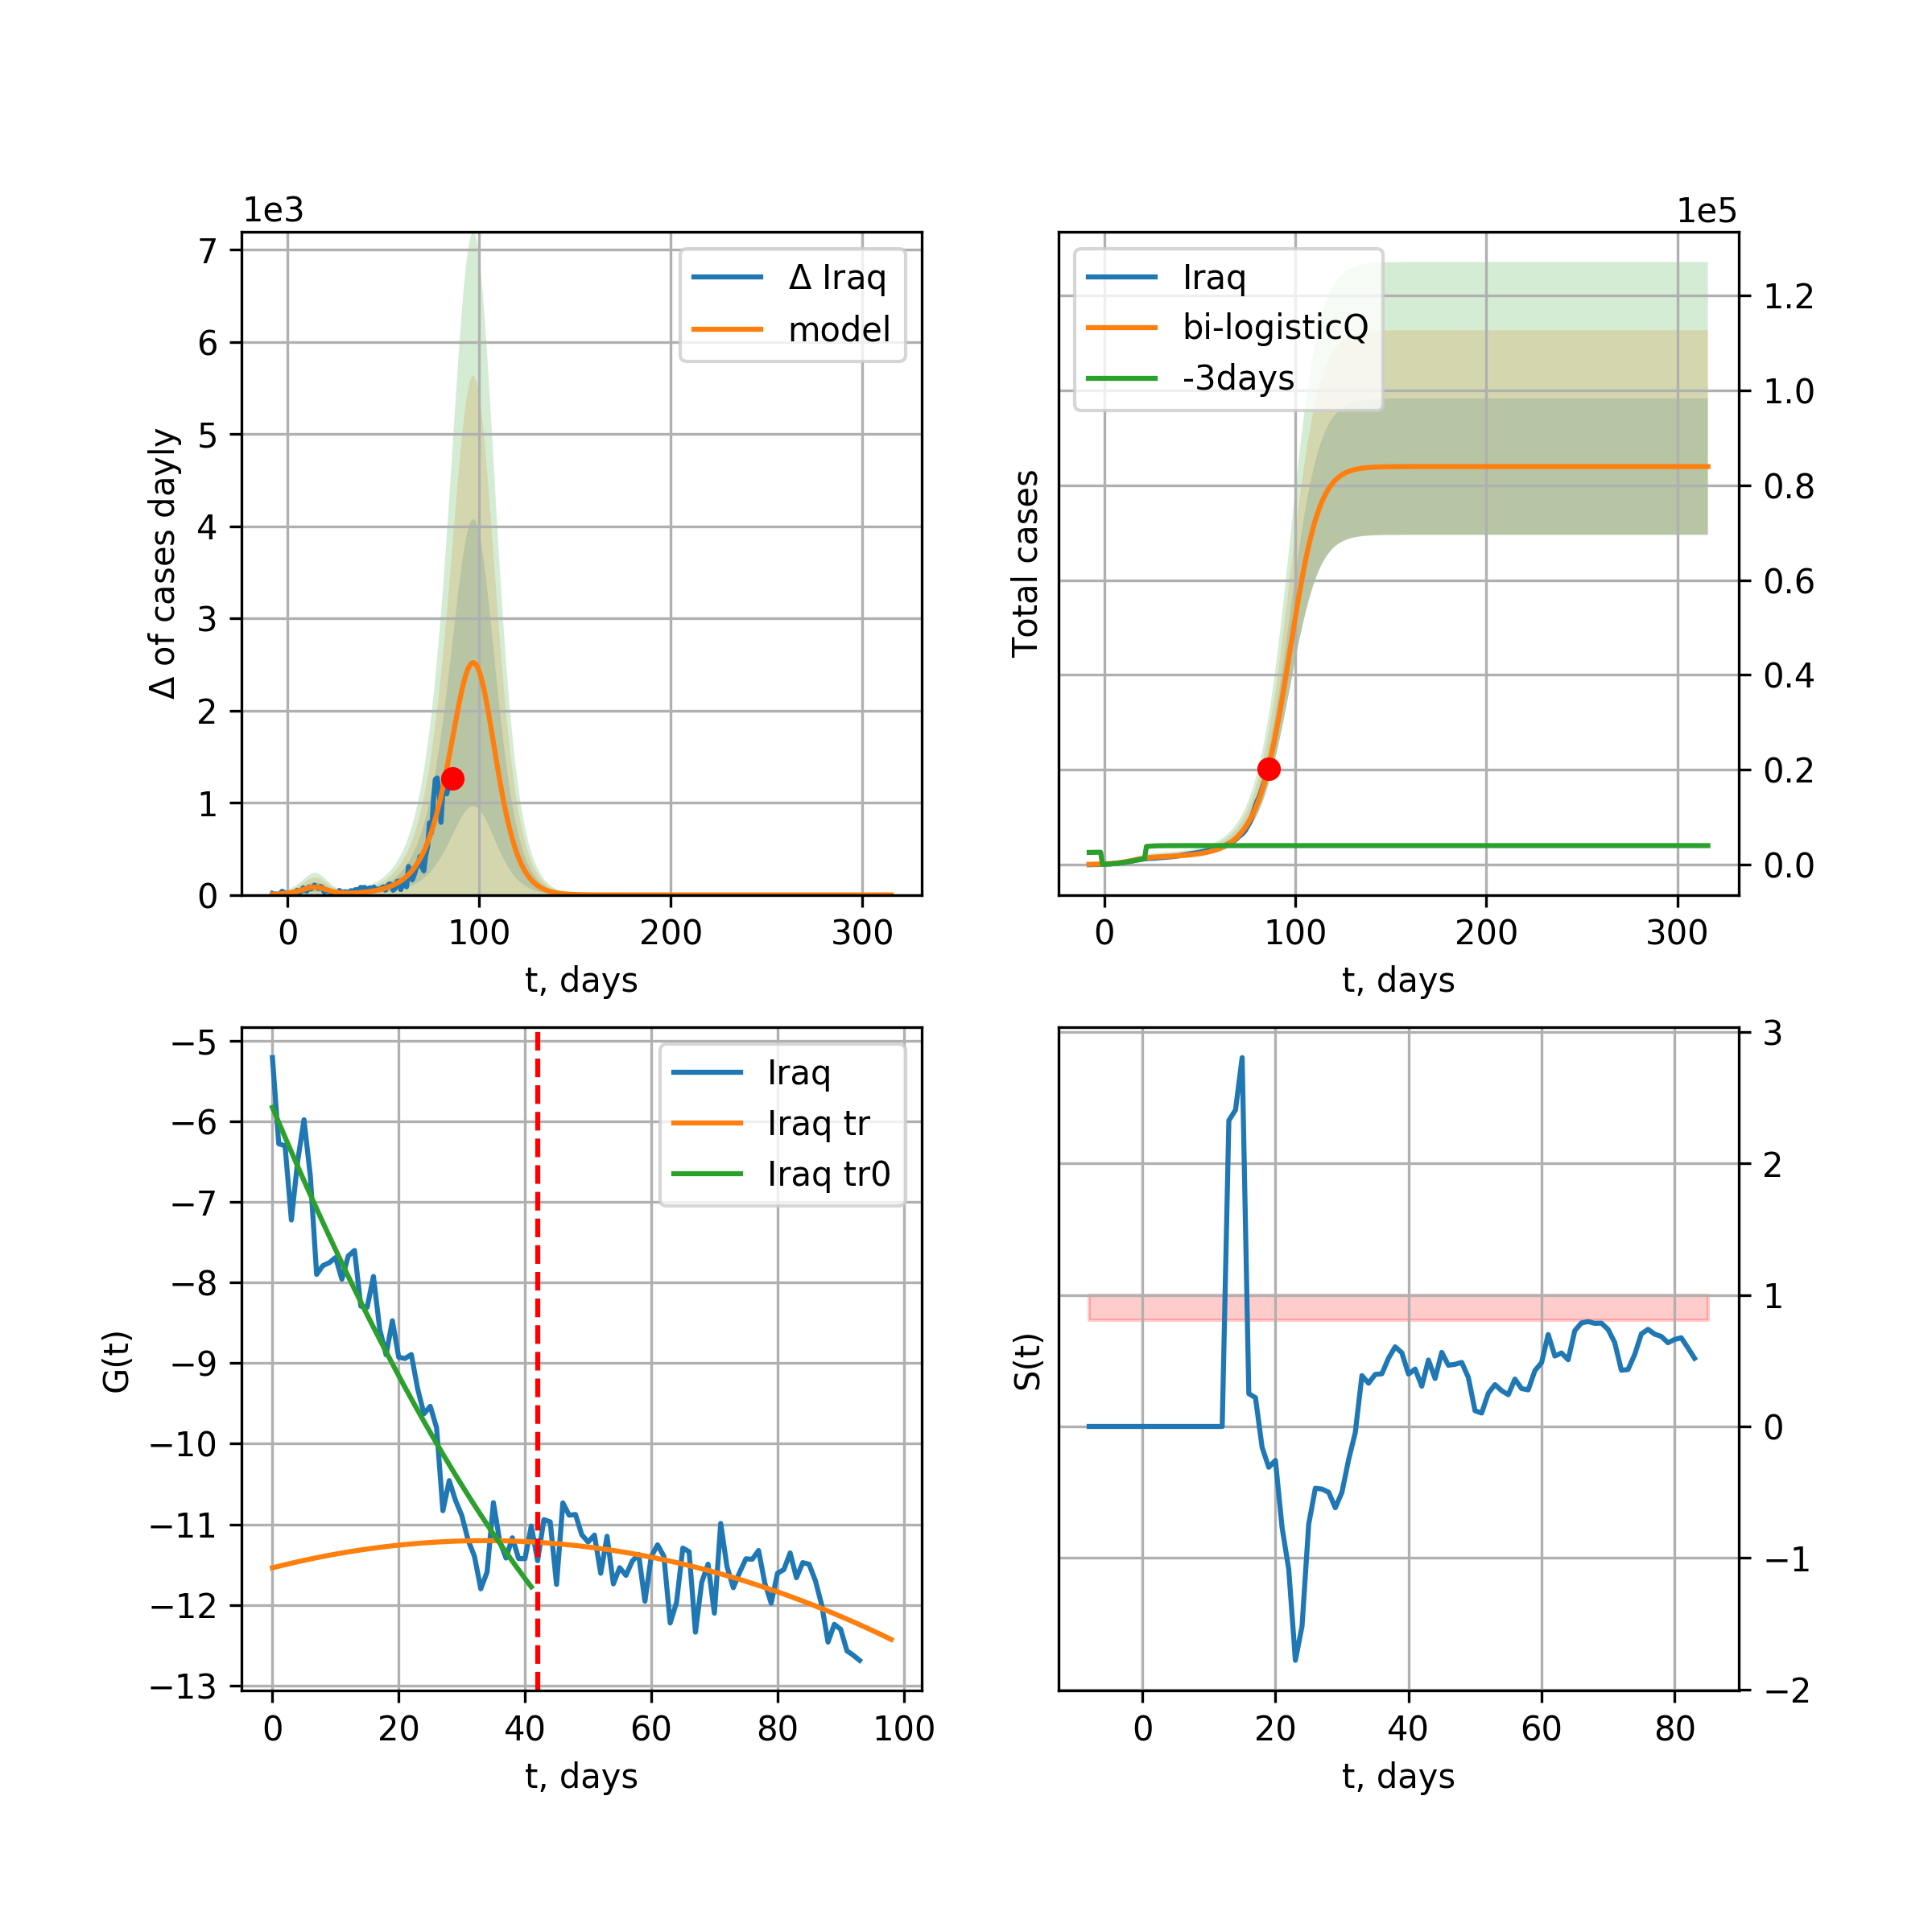 1e3
7
6
5
4
3
2
1
0
Δ of cases dayly
0 100 200 300
t, days
Δ Iraq
model
1e5
1.2
1.0
0.8
0.6
0.4
0.2
0.0
Total cases
0 100 200 300
t, days
Iraq
bi-logisticQ
-3days
−5
−6
−7
−8
−9
−10
−11
−12
−13
G(t)
0 20 40 60 80 100
t, days
Iraq
Iraq tr
Iraq tr0
3
2
1
0
−1
−2
S(t)
0 20 40 60 80
t, days